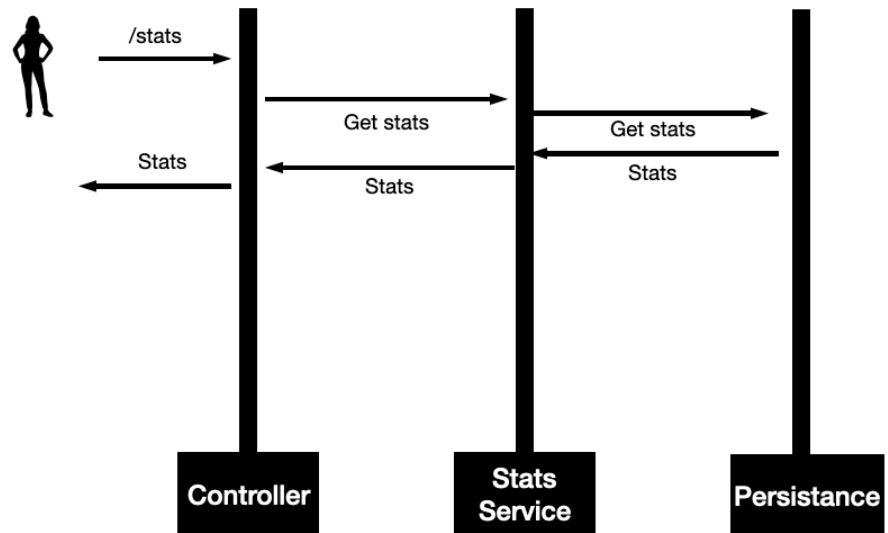 /stats
Get stats
Get stats
Stats
Stats
Stats
Controller
Stats
Service
Persistance